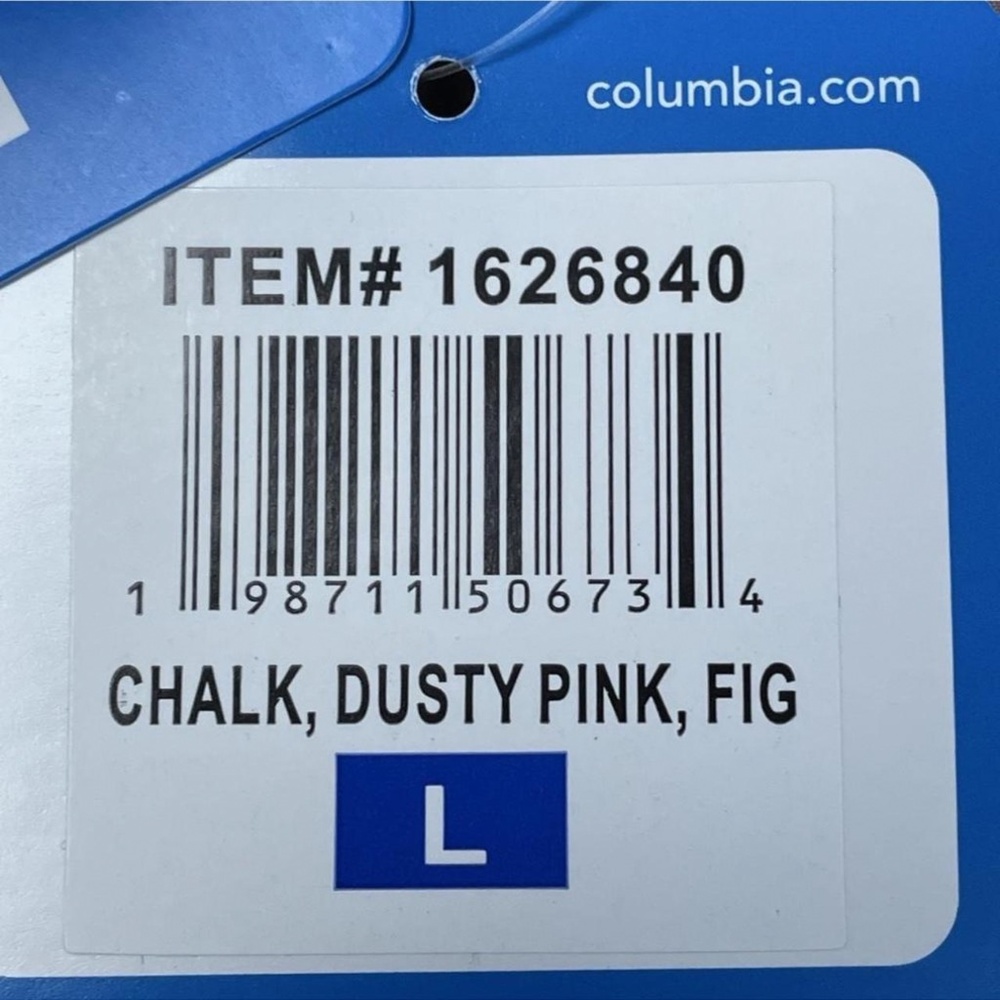 columbia.com
ITEM# 1626840
1 98711 50673 4
CHALK, DUSTY PINK, FIG
L